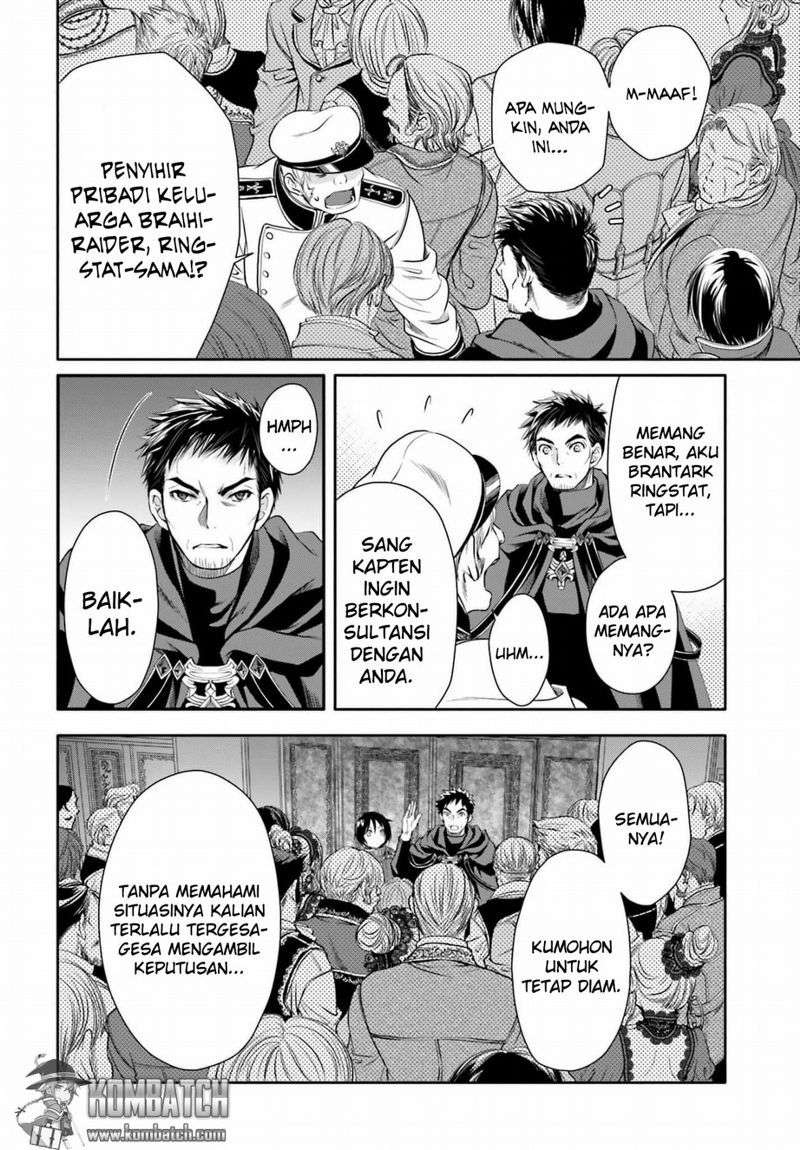 M-MAAF!
APA MUNG-
KIN, ANDA
INI...
PENYIHIR
PRIBADI KELU-
ARGA BRAIHI-
RAIDER, RING-
STAT-SAMA!?
MEMANG
BENAR, AKU
BRANTARK
RINGSTAT,
TAPI...
ADA APA
MEMANG-
NYA?
UHM...
SANG
KAPTEN
INGIN
BERKON-
SULTANSI
DENGAN
ANDA.
HMPH
...
BAIK-
LAH.
SEMUA-
NYA!
KUMOHON
UNTUK
TETAP DIAM.
TANPA MEMAHAMI
SITUASINYA KALIAN
TERLALU TERGESA-
GESA MENGAMBIL
KEPUTUSAN...
KOMBATCH
www.kombatch.com